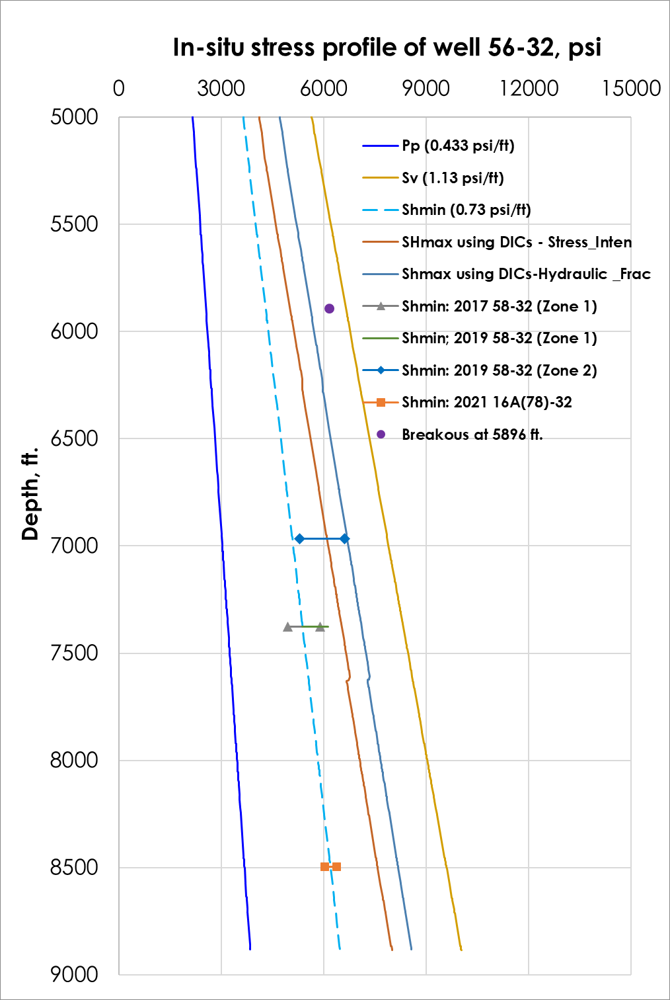 In-situ stress profile of well 56-32, psi
0 3000 6000 9000 12000 15000
5000
Pp (0.433 psi/ft)
Sv (1.13 psi/ft)
Shmin (0.73 psi/ft)
5500
SHmax using DICs - Stress_Inten
Shmax using DICs-Hydraulic _Frac
Shmin: 2017 58-32 (Zone 1)
6000
Shmin; 2019 58-32 (Zone 1)
Shmin: 2019 58-32 (Zone 2)
Shmin: 2021 16A(78)-32
Breakous at 5896 ft.
6500
Depth, ft.
7000
7500
8000
8500
9000